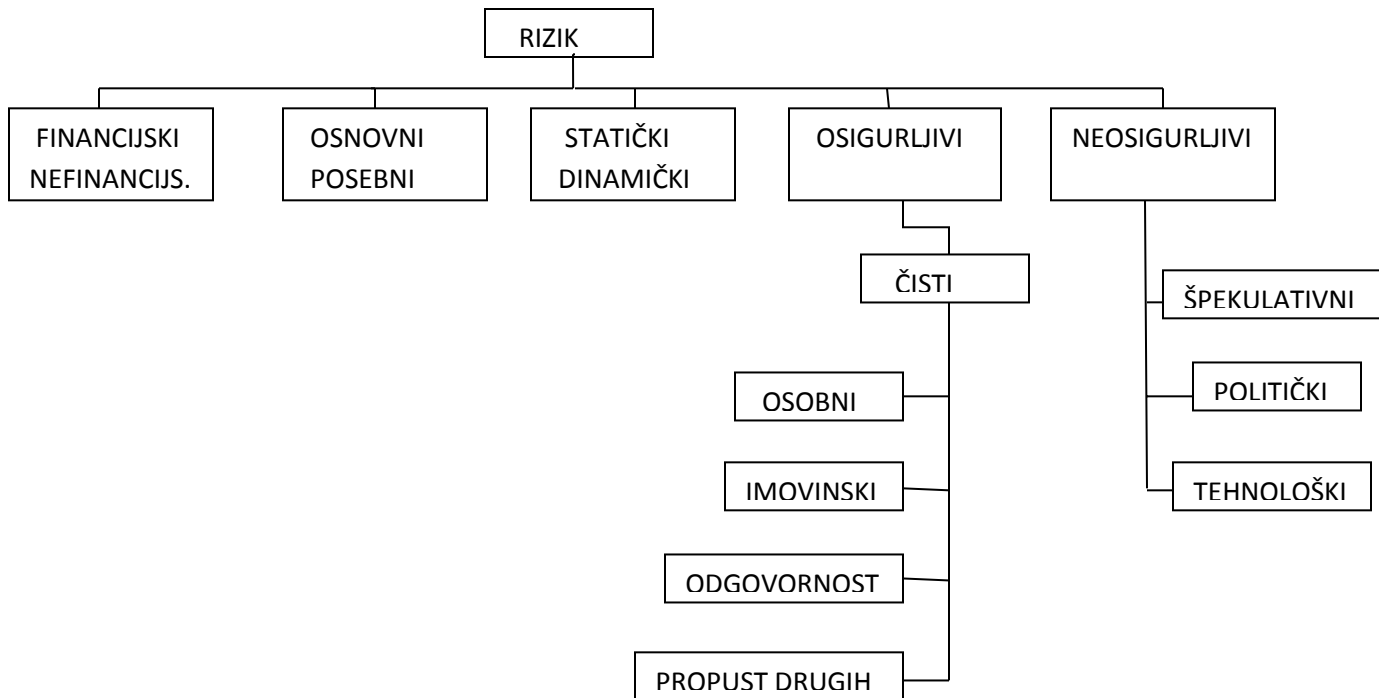 RIZIK
FINANCIJSKI
NEFINANCIJS.
OSNOVNI
POSEBNI
STATIČKI
DINAMIČKI
OSIGURLJIVI
NEOSIGURLJIVI
ČISTI
ŠPEKULATIVNI
OSOBNI
POLITIČKI
IMOVINSKI
TEHNOLOŠKI
ODGOVORNOST
PROPUST DRUGIH